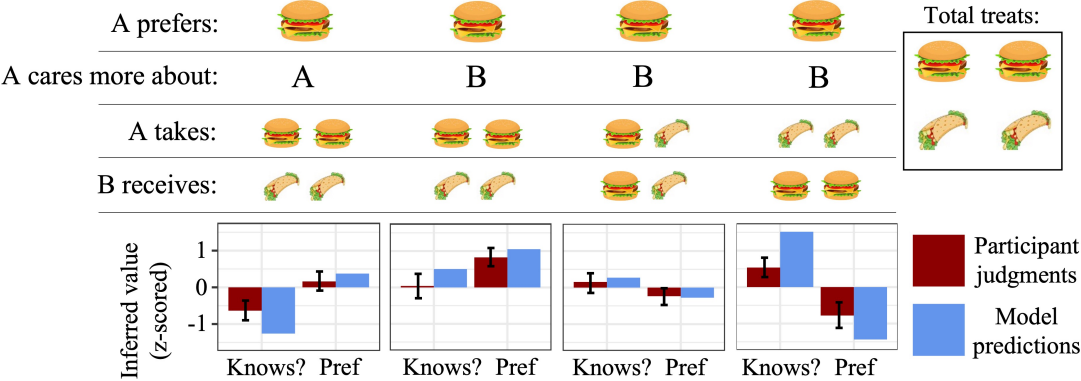 A prefers:
Total treats:
A cares more about: A B B B
A takes:
B receives:
Inferred value
(z-scored)
1
0
-1
Knows? Pref Knows? Pref Knows? Pref Knows? Pref
Participant
judgments
Model
predictions